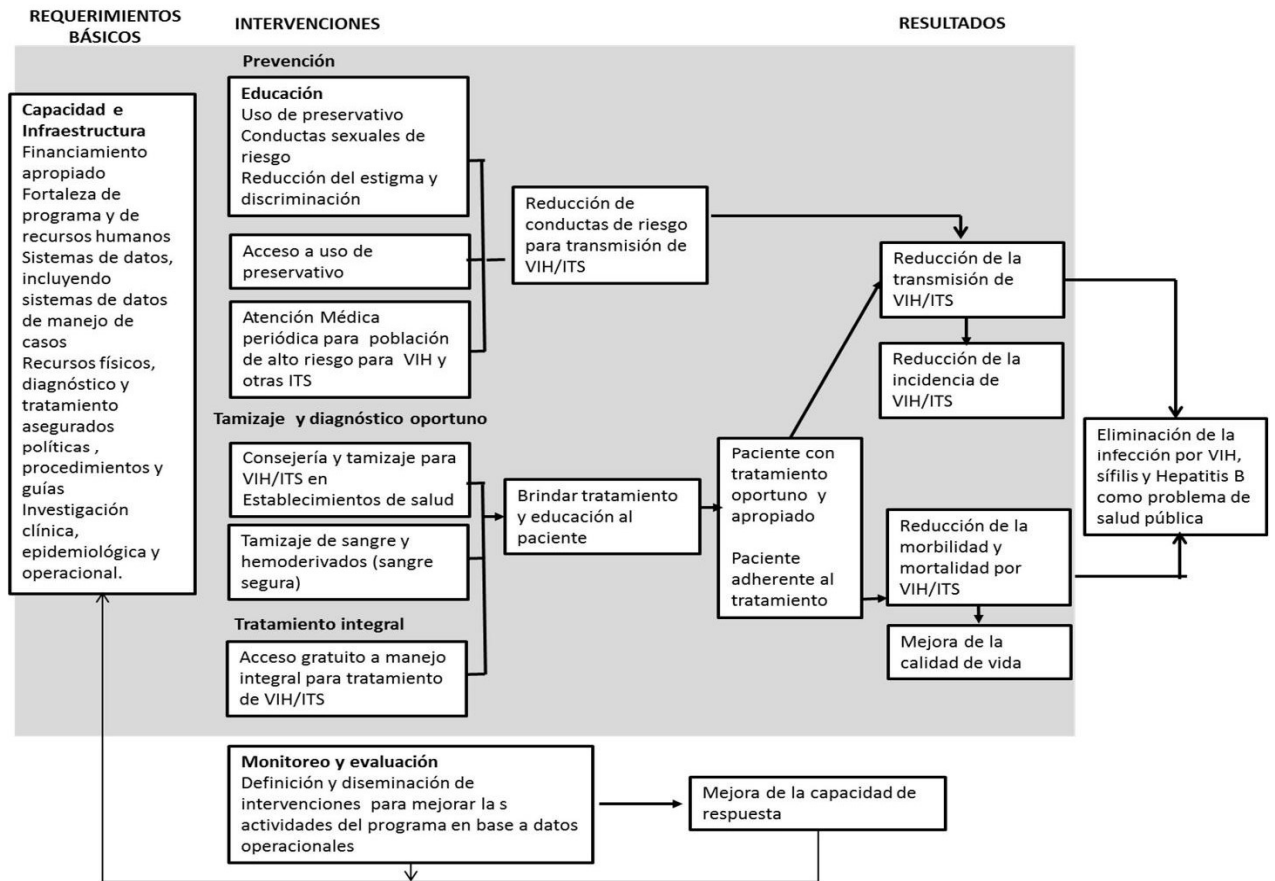 REQUERIMIENTOS
BÁSICOS
INTERVENCIONES
RESULTADOS
Capacidad e
Infraestructura
Financiamiento
apropiado
Fortaleza de
programa y de
recursos humanos
Sistemas de datos,
incluyendo
sistemas de datos
de manejo de
casos
Recursos físicos,
diagnóstico y
tratamiento
asegurados
políticas ,
procedimientos y
guías
Investigación
clínica,
epidemiológica y
operacional.
Prevención
Educación
Uso de preservativo
Conductas sexuales de
riesgo
Reducción del estigma y
discriminación
Acceso a uso de
preservativo
Atención Médica
periódica para población
de alto riesgo para VIH y
otras ITS
Reducción de
conductas de riesgo
para transmisión de
VIH/ITS
Tamizaje y diagnóstico oportuno
Consejería y tamizaje para
VIH/ITS en
Establecimientos de salud
Tamizaje de sangre y
hemoderivados (sangre
segura)
Tratamiento integral
Acceso gratuito a manejo
integral para tratamiento
de VIH/ITS
Brindar tratamiento
y educación al
paciente
Paciente con
tratamiento
oportuno y
apropiado
Paciente
adherente al
tratamiento
Reducción de la
transmisión de
VIH/ITS
Reducción de la
incidencia de
VIH/ITS
Reducción de la
morbilidad y
mortalidad por
VIH/ITS
Mejora de la
calidad de vida
Eliminación de la
infección por VIH,
sífilis y Hepatitis B
como problema de
salud pública
Monitoreo y evaluación
Definición y diseminación de
intervenciones para mejorar la s
actividades del programa en base a datos
operacionales
Mejora de la capacidad de
respuesta